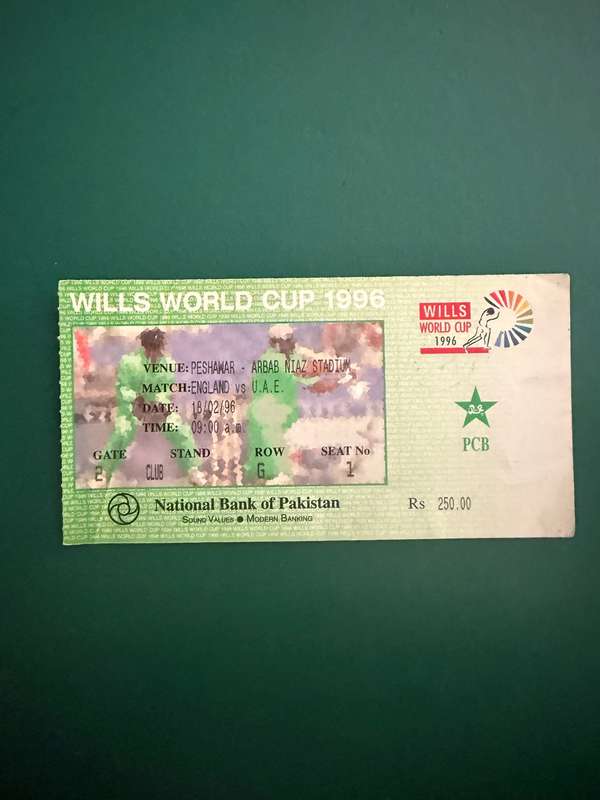 WILLS WORLD CUP 1996
WILLS
WORLD CUP
1996
VENUE: PESHAWAR - ARBAB NIAZ STADIUM
MATCH: ENGLAND vs U.A.E.
DATE: 18/02/96
TIME: 09:00 a.m.
GATE STAND ROW SEAT No
2 CLUB G 1
PCB
National Bank of Pakistan
SOUND VALUES ● MODERN BANKING
Rs 250.00